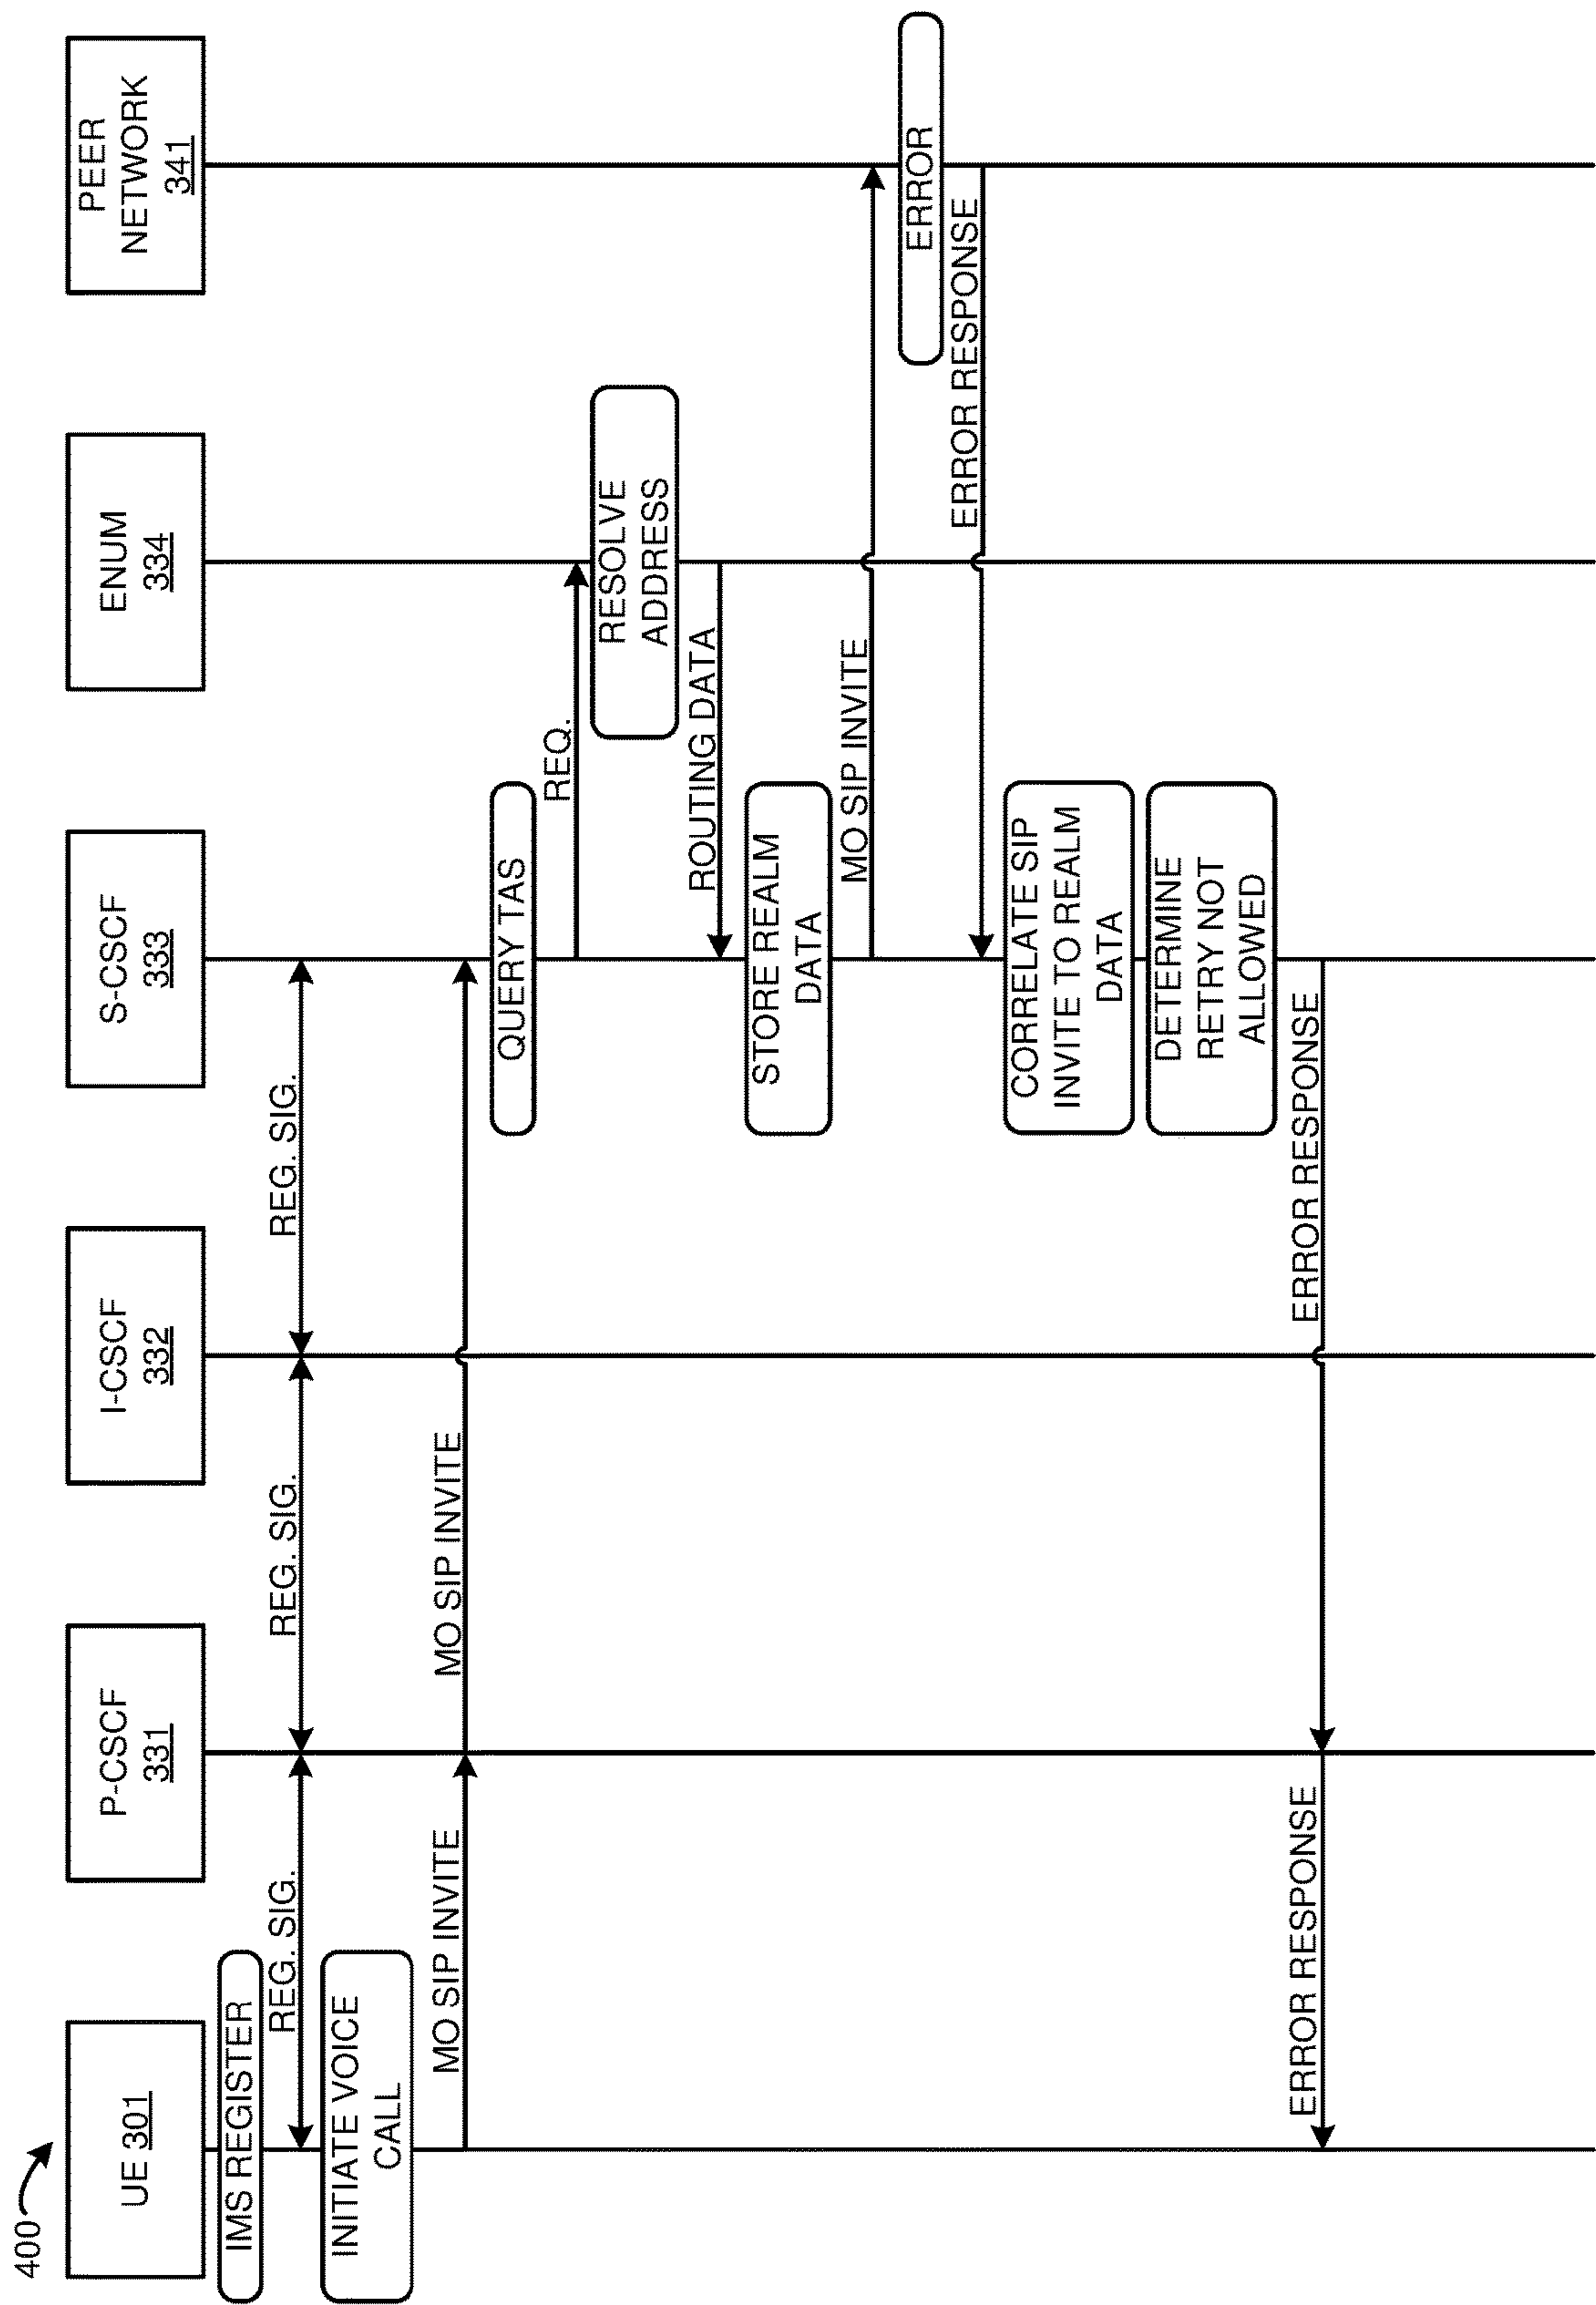 400
UE 301
P-CSCF
331
I-CSCF
332
S-CSCF
333
ENUM
334
PEER
NETWORK
341
IMS REGISTER
REG. SIG.
REG. SIG.
REG. SIG.
INITIATE VOICE
CALL
MO SIP INVITE
MO SIP INVITE
QUERY TAS
REQ.
RESOLVE
ADDRESS
ROUTING DATA
STORE REALM
DATA
MO SIP INVITE
ERROR
ERROR RESPONSE
CORRELATE SIP
INVITE TO REALM
DATA
DETERMINE
RETRY NOT
ALLOWED
ERROR RESPONSE
ERROR RESPONSE